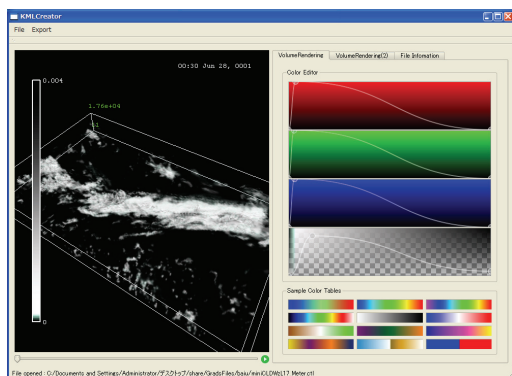 KMLCreator
File Export
VolumeRendering VolumeRendering(2) File Infomation
Color Editor
00:30 Jun 28, 0001
0.004
1.76e+04
0
Sample Color Tables
File opened : C:/Documents and Settings/Administrator/デスクトップ/share/GradsFiles/baiu/miniCLDWz17_Meter.ctl